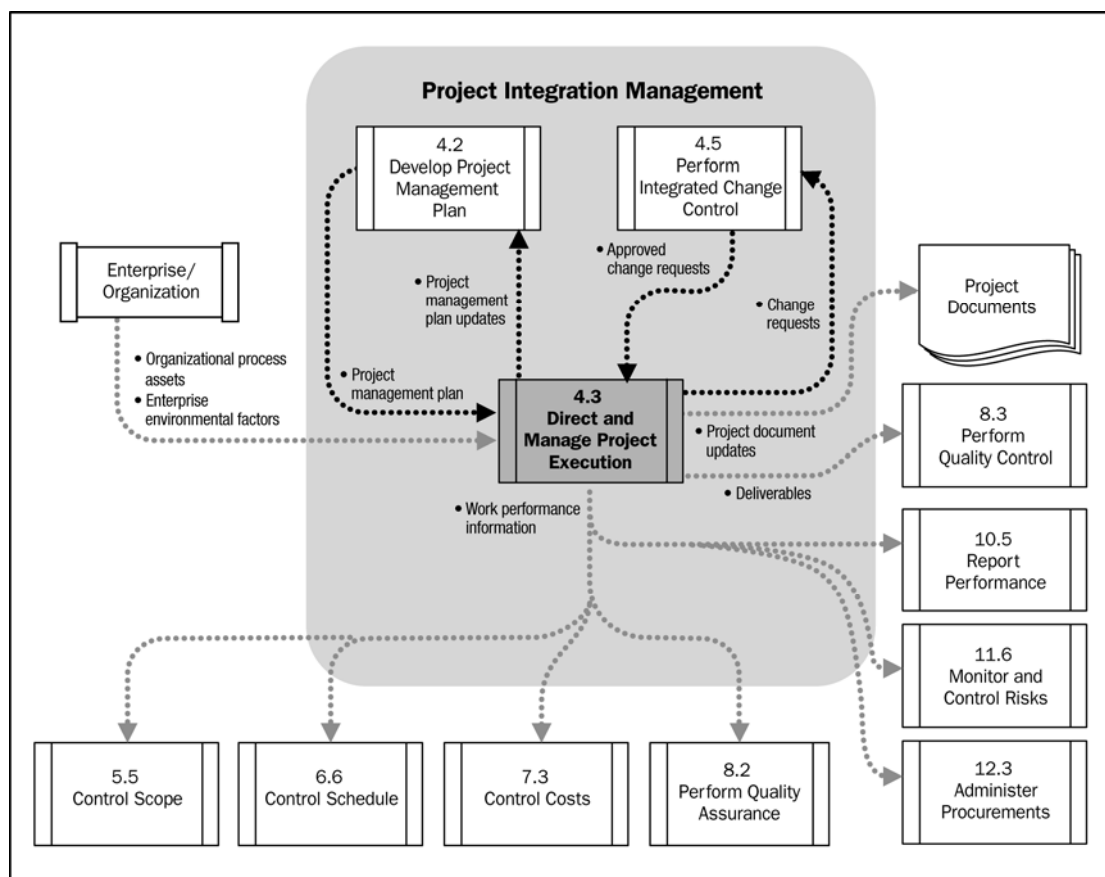 Project Integration Management
4.2
Develop Project
Management
Plan
4.5
Perform
Integrated Change
Control
Enterprise/
Organization
• Project
management
plan updates
• Approved
change requests
• Change
requests
Project
Documents
• Organizational process
assets
• Enterprise
environmental factors
• Project
management plan
4.3
Direct and
Manage Project
Execution
• Project document
updates
• Deliverables
8.3
Perform
Quality Control
• Work performance
information
10.5
Report
Performance
11.6
Monitor and
Control Risks
5.5
Control Scope
6.6
Control Schedule
7.3
Control Costs
8.2
Perform Quality
Assurance
12.3
Administer
Procurements